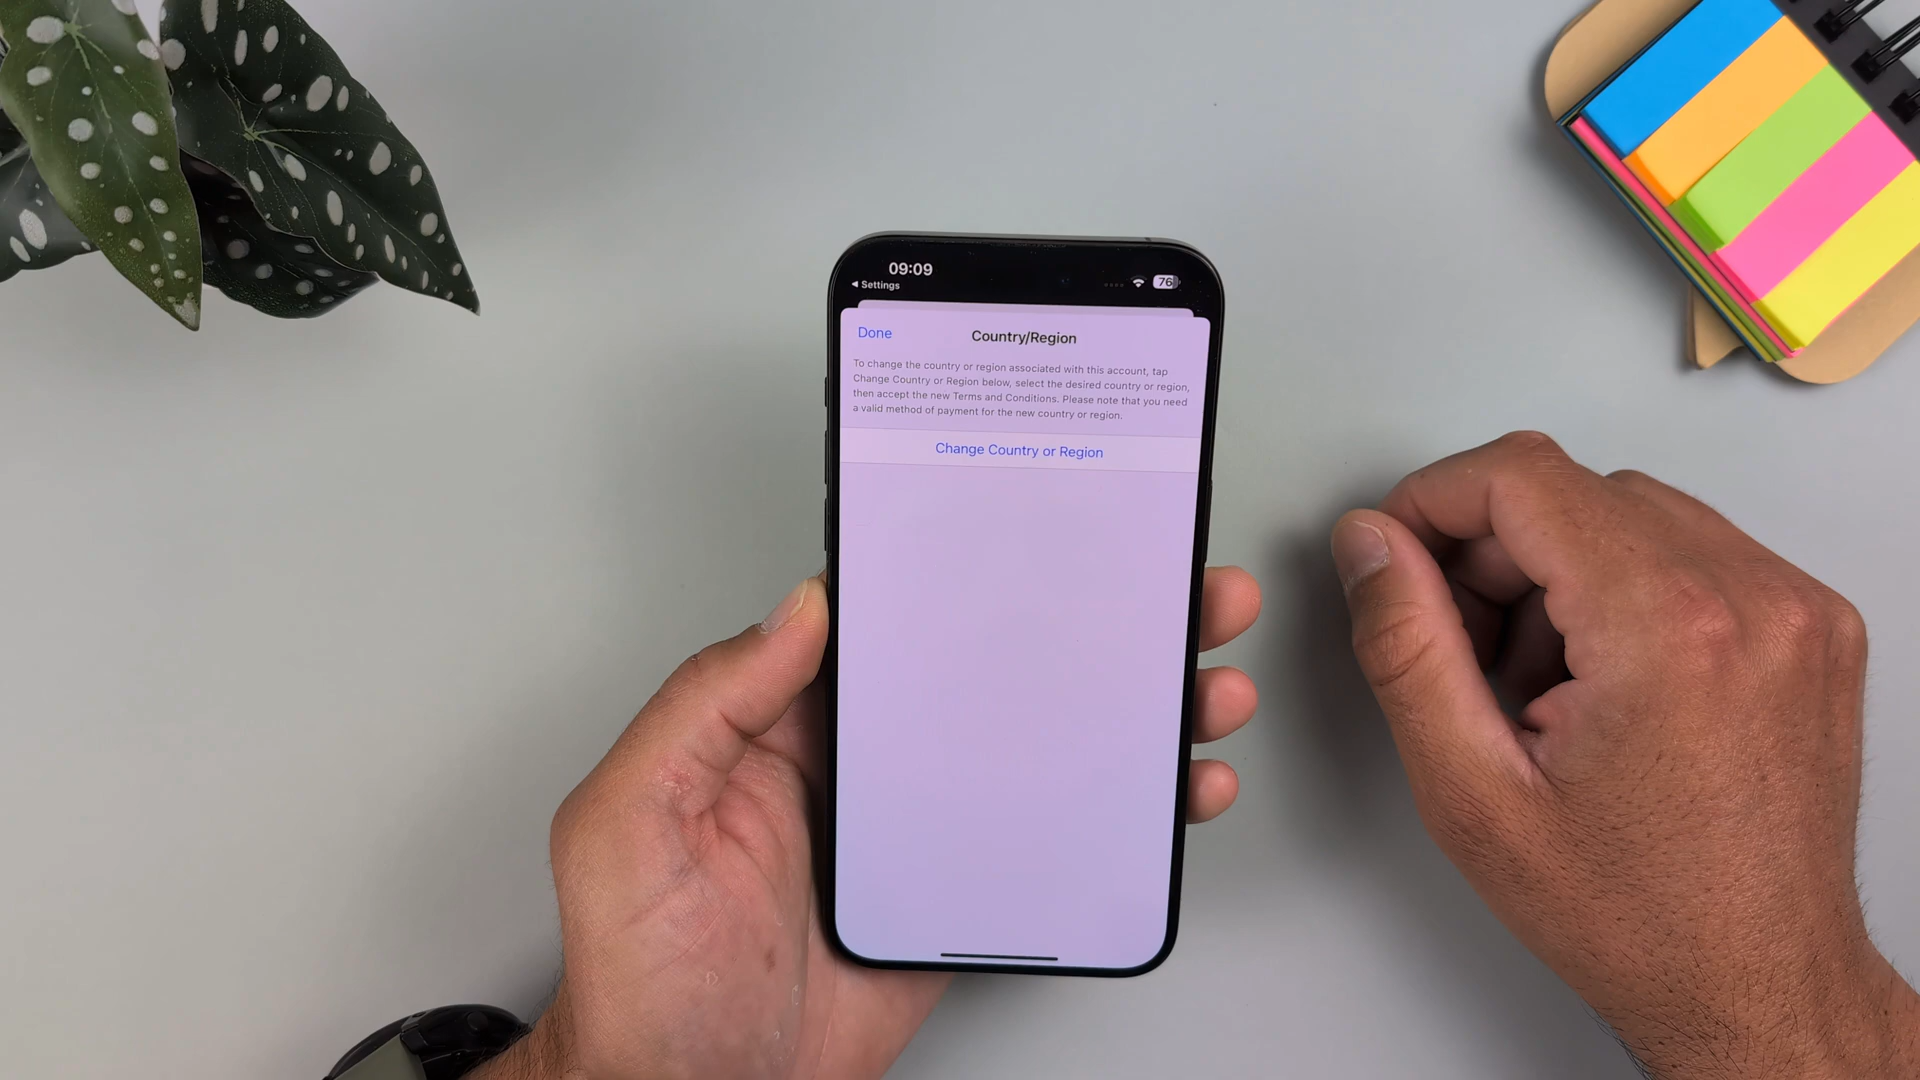 09:09
76
◀ Settings
Done
Country/Region
To change the country or region associated with this account, tap
Change Country or Region below, select the desired country or region,
then accept the new Terms and Conditions. Please note that you need
a valid method of payment for the new country or region.
Change Country or Region